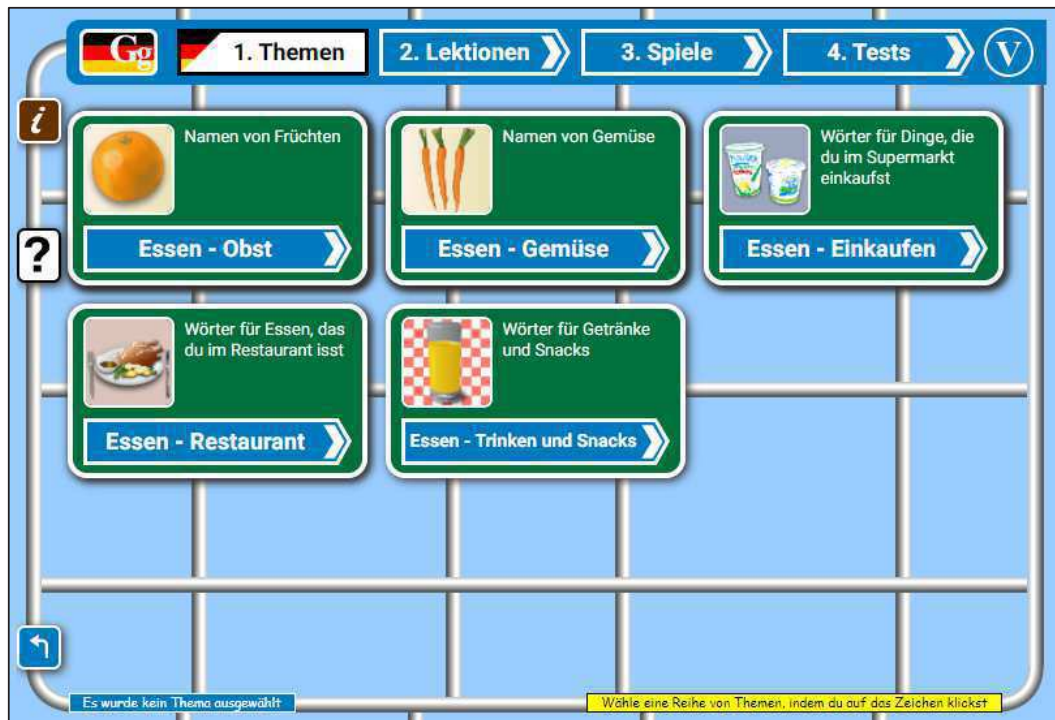 Gg
1. Themen
2. Lektionen
3. Spiele
4. Tests
V
i
Namen von Früchten
Essen - Obst
Namen von Gemüse
Essen - Gemüse
Wörter für Dinge, die
du im Supermarkt
einkaufst
Essen - Einkaufen
?
Wörter für Essen, das
du im Restaurant isst
Essen - Restaurant
Wörter für Getränke
und Snacks
Essen - Trinken und Snacks
Es wurde kein Thema ausgewählt
Wähle eine Reihe von Themen, indem du auf das Zeichen klickst